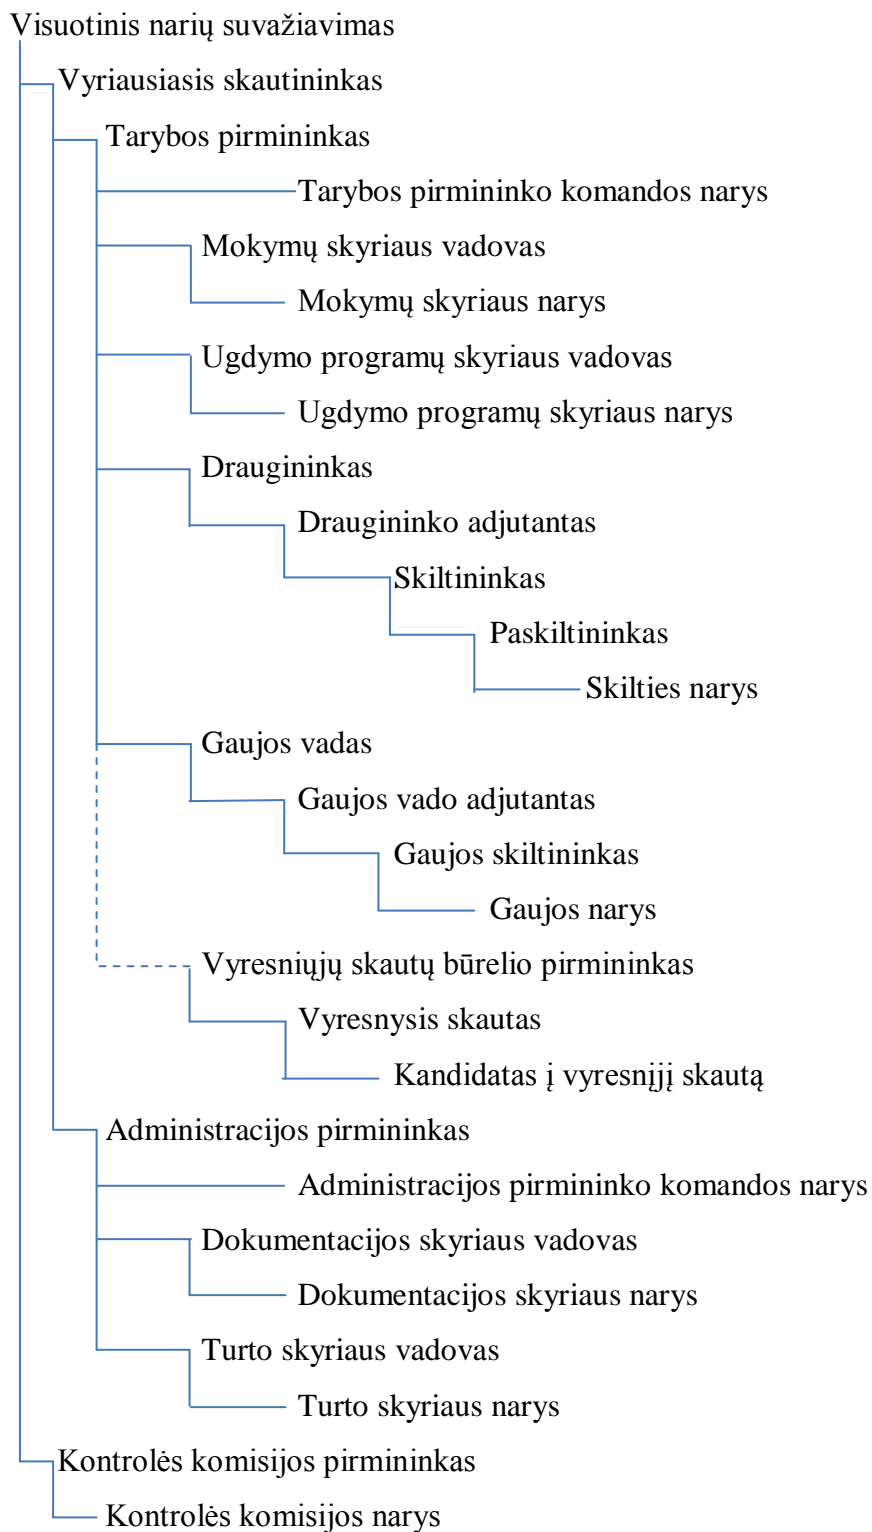 Visuotinis narių suvažiavimas
Vyriausiasis skautininkas
Tarybos pirmininkas
Tarybos pirmininko komandos narys
Mokymų skyriaus vadovas
Mokymų skyriaus narys
Ugdymo programų skyriaus vadovas
Ugdymo programų skyriaus narys
Draugininkas
Draugininko adjutantas
Skiltininkas
Paskiltininkas
Skilties narys
Gaujos vadas
Gaujos vado adjutantas
Gaujos skiltininkas
Gaujos narys
Vyresniųjų skautų būrelio pirmininkas
Vyresnysis skautas
Kandidatas į vyresnįjį skautą
Administracijos pirmininkas
Administracijos pirmininko komandos narys
Dokumentacijos skyriaus vadovas
Dokumentacijos skyriaus narys
Turto skyriaus vadovas
Turto skyriaus narys
Kontrolės komisijos pirmininkas
Kontrolės komisijos narys